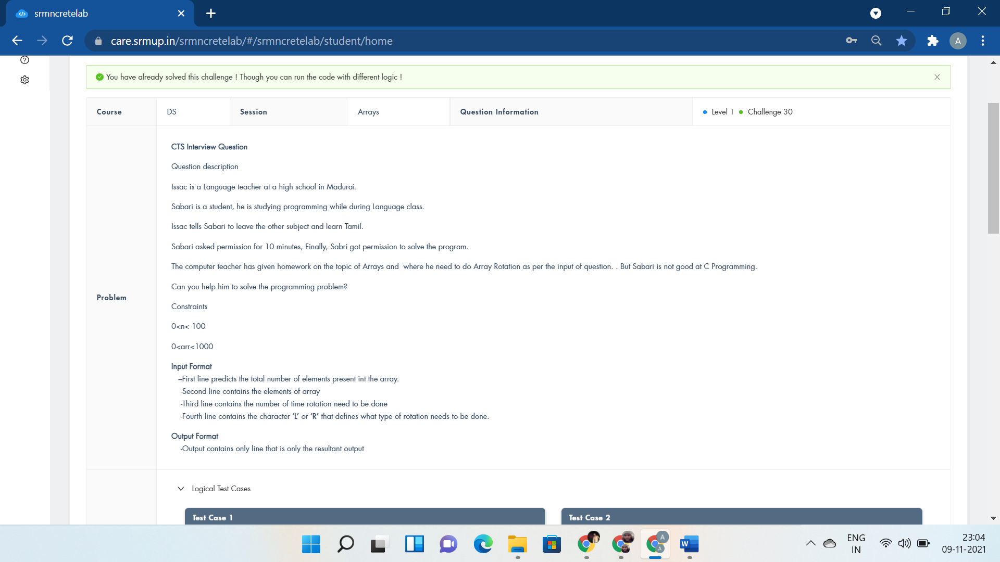 srmncretelab
care.srmup.in/srmncretelab/#/srmncretelab/student/home
A
You have already solved this challenge ! Though you can run the code with different logic !
Course DS Session Arrays Question Information Level 1 Challenge 30
CTS Interview Question
Question description
Issac is a Language teacher at a high school in Madurai.
Sabari is a student, he is studying programming while during Language class.
Issac tells Sabari to leave the other subject and learn Tamil.
Sabari asked permission for 10 minutes, Finally, Sabri got permission to solve the program.
The computer teacher has given homework on the topic of Arrays and  where he need to do Array Rotation as per the input of question. . But Sabari is not good at C Programming.
Can you help him to solve the programming problem?
Problem
Constraints
0<n< 100
0<arr<1000
Input Format
–First line predicts the total number of elements present int the array.
-Second line contains the elements of array
-Third line contains the number of time rotation need to be done
-Fourth line contains the character ‘L’ or ‘R’ that defines what type of rotation needs to be done.
Output Format
-Output contains only line that is only the resultant output
Logical Test Cases
Test Case 1 Test Case 2
A
A
W
ENG
IN
23:04
09-11-2021